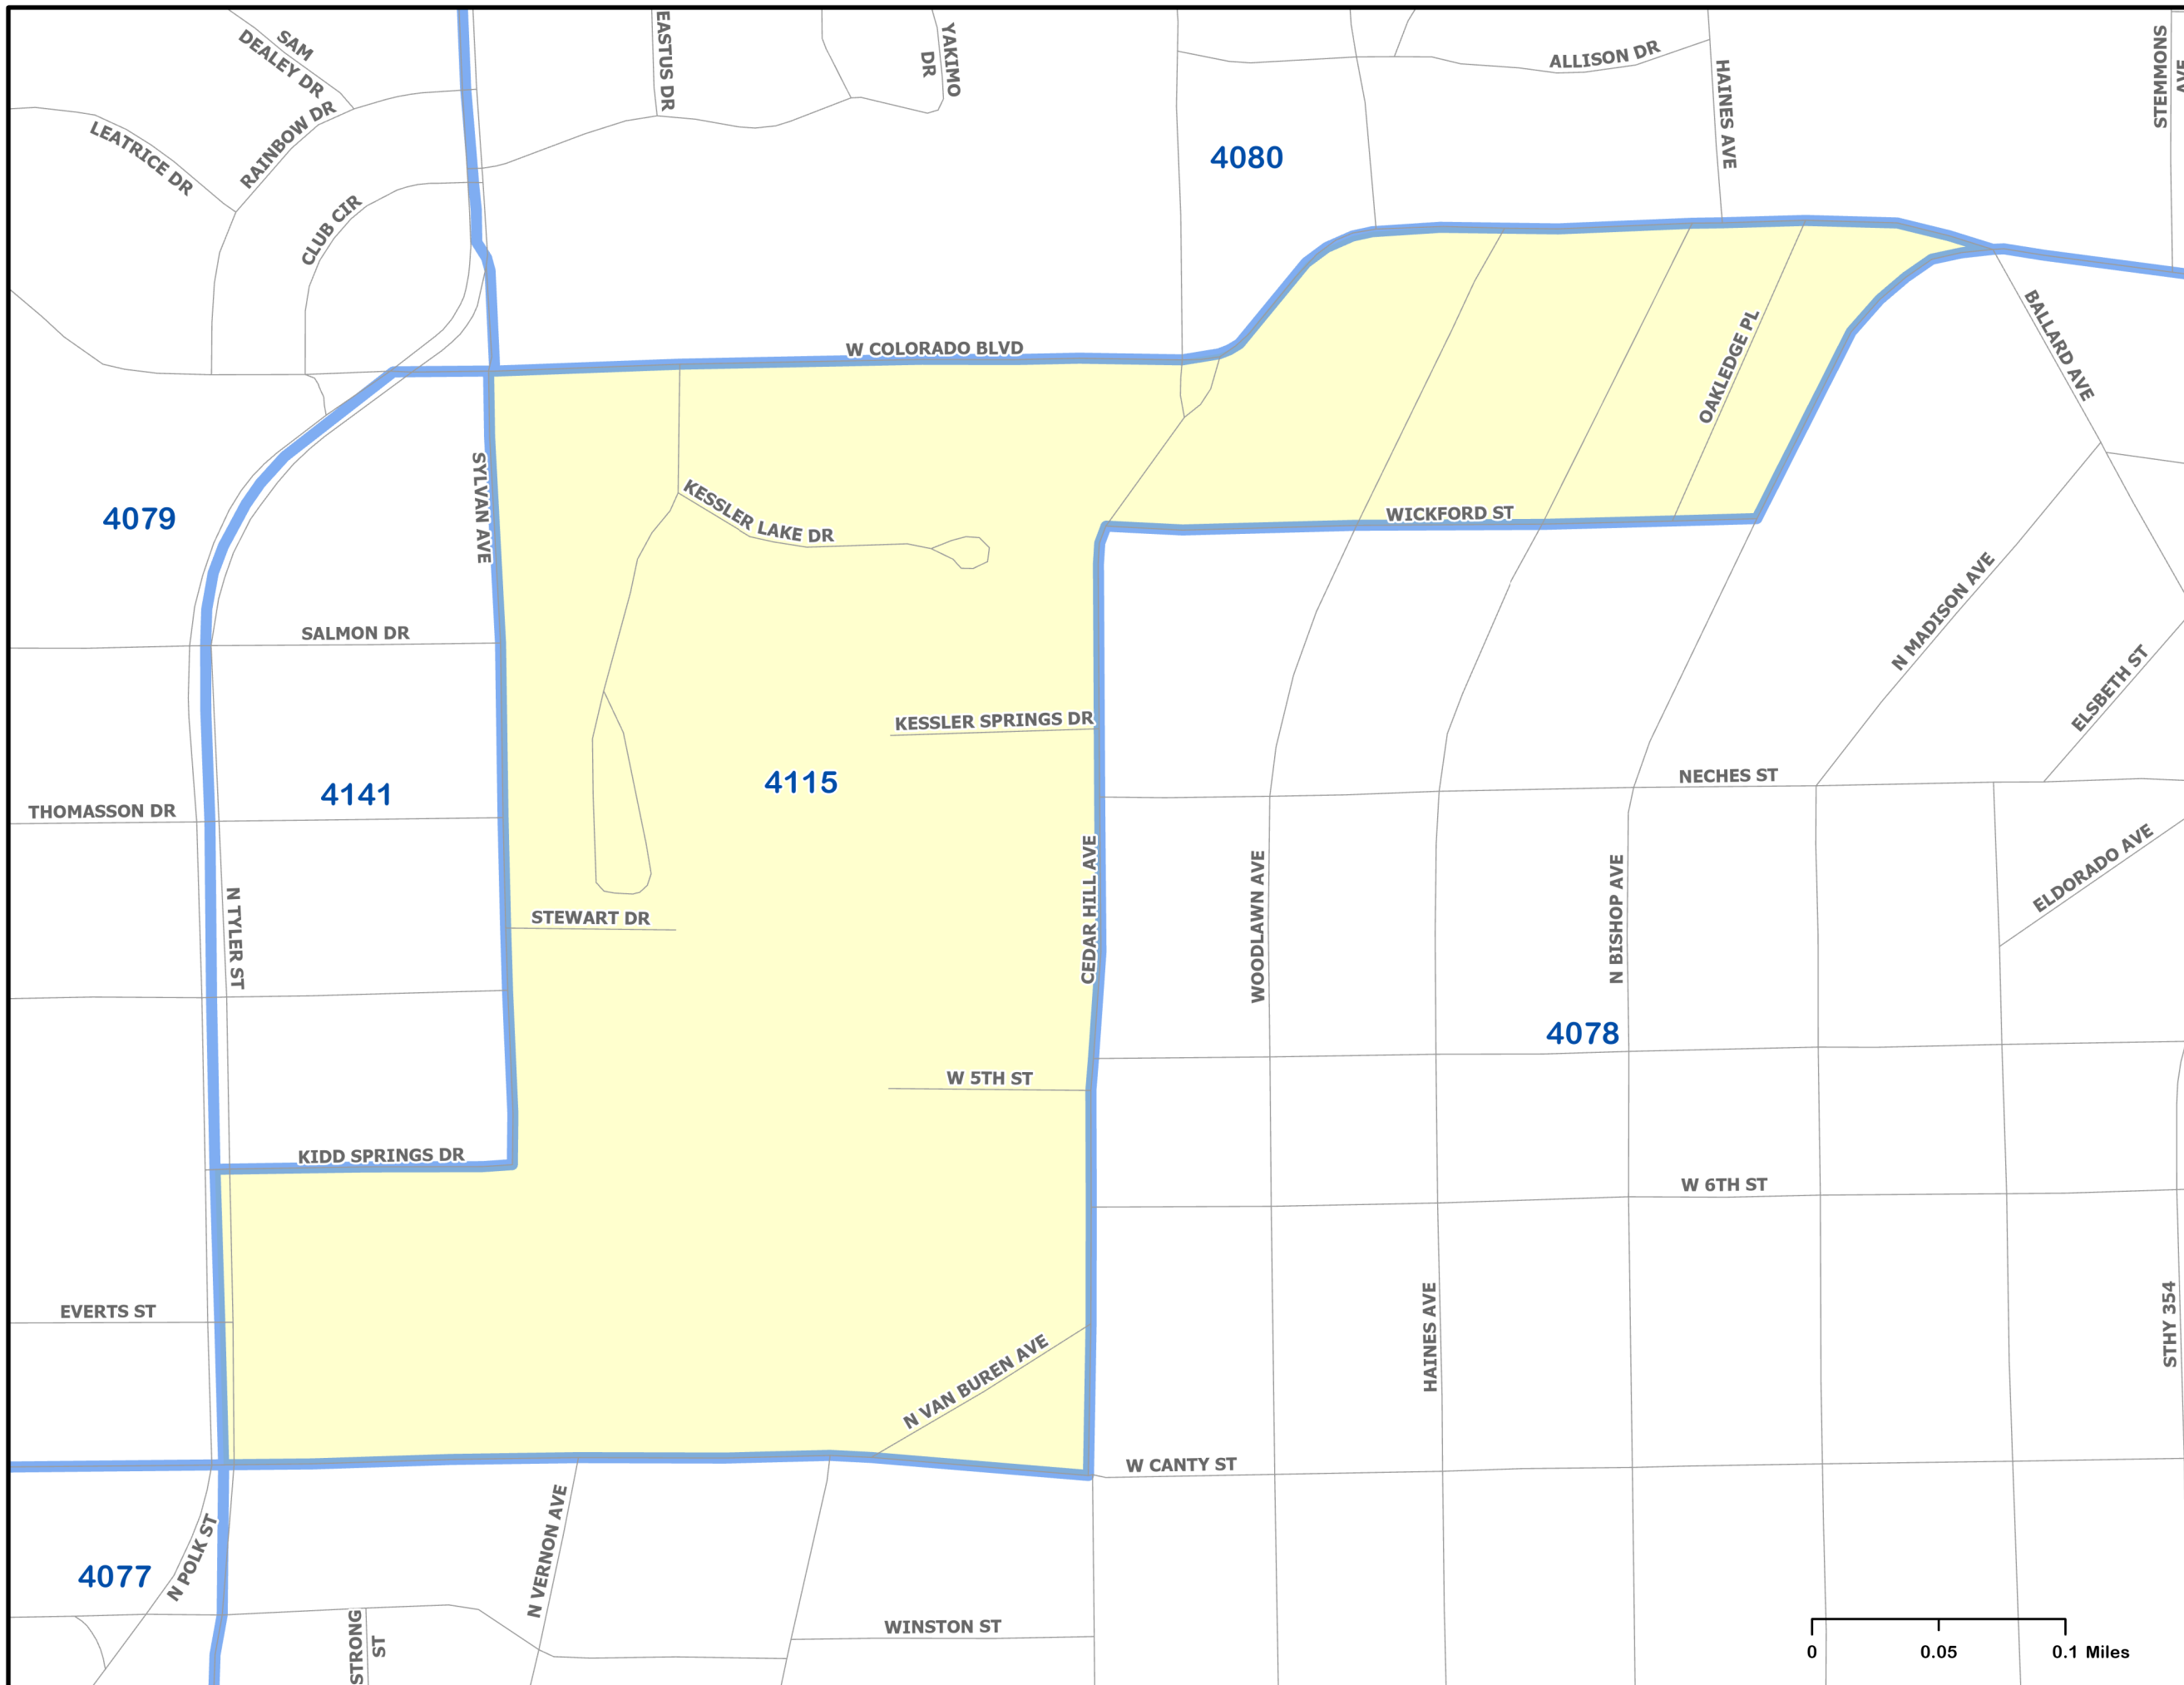 SAM
DEALEY DR
EASTUS DR
YAKIMO
DR
ALLISON DR
HAINES AVE
STEMMONS
AVE
LEATRICE DR
RAINBOW DR
4080
CLUB CIR
W COLORADO BLVD
BALLARD AVE
OAKLEDGE PL
SYLVAN AVE
KESSLER LAKE DR
4079
WICKFORD ST
N MADISON AVE
SALMON DR
ELSBETH ST
KESSLER SPRINGS DR
4141
4115
NECHES ST
THOMASSON DR
CEDAR HILL AVE
WOODLAWN AVE
N BISHOP AVE
ELDORADO AVE
N TYLER ST
STEWART DR
4078
W 5TH ST
KIDD SPRINGS DR
W 6TH ST
EVERTS ST
HAINES AVE
STHY 354
N VAN BUREN AVE
W CANTY ST
4077
N POLK ST
N VERNON AVE
STRONG
ST
WINSTON ST
0 0.05 0.1 Miles